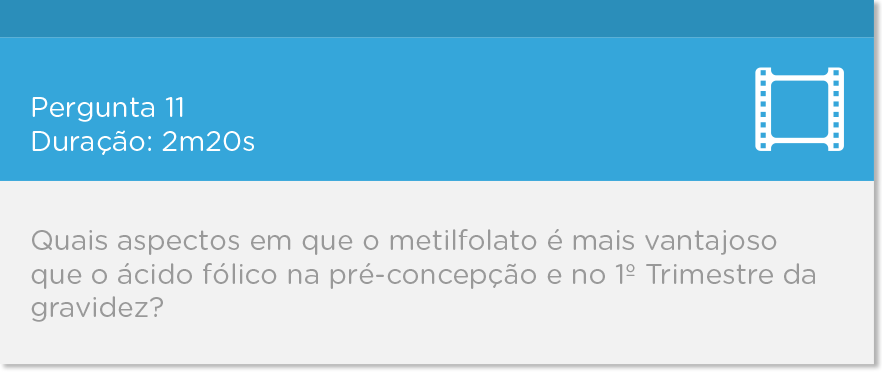 Pergunta 11
Duração: 2m20s
Quais aspectos em que o metilfolato é mais vantajoso
que o ácido fólico na pré-concepção e no 1º Trimestre da
gravidez?